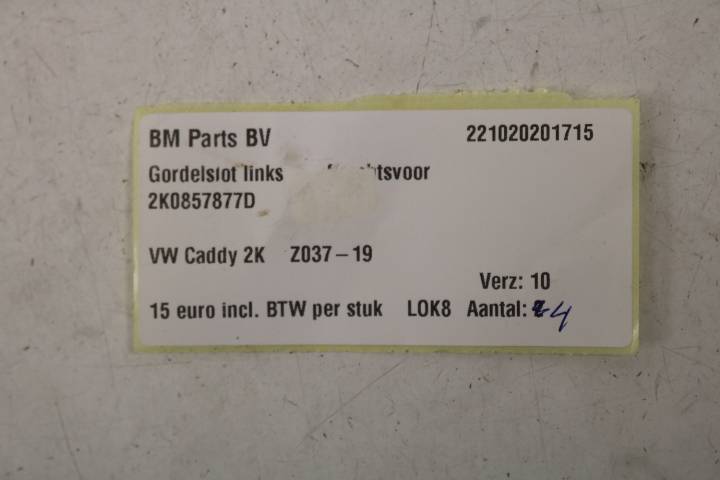 BM Parts BV 221020201715
Gordelslot links htsvoor
2K0857877D
VW Caddy 2K Z037-19
Verz: 10
15 euro incl. BTW per stuk LOK8 Aantal: 4